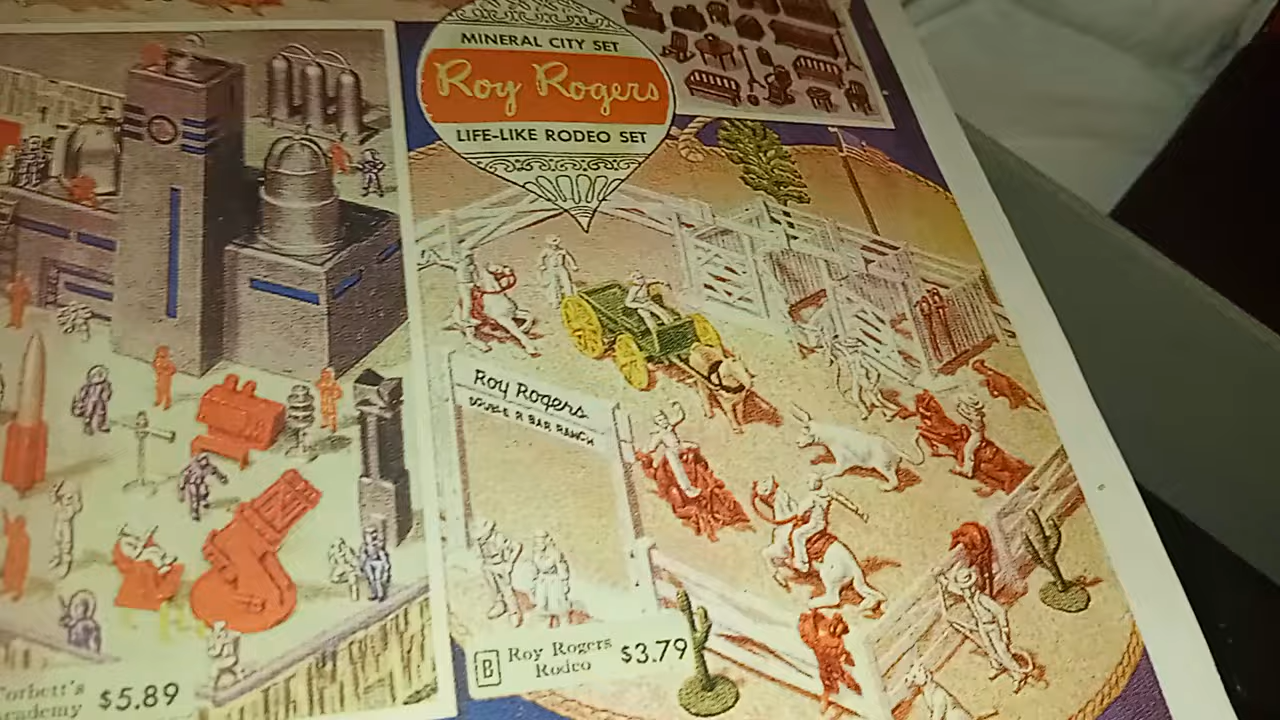 MINERAL CITY SET
Roy Rogers
LIFE-LIKE RODEO SET
Roy Rogers
DOUBLE R BAR RANCH
B Roy Rogers
Rodeo $3.79
$5.89